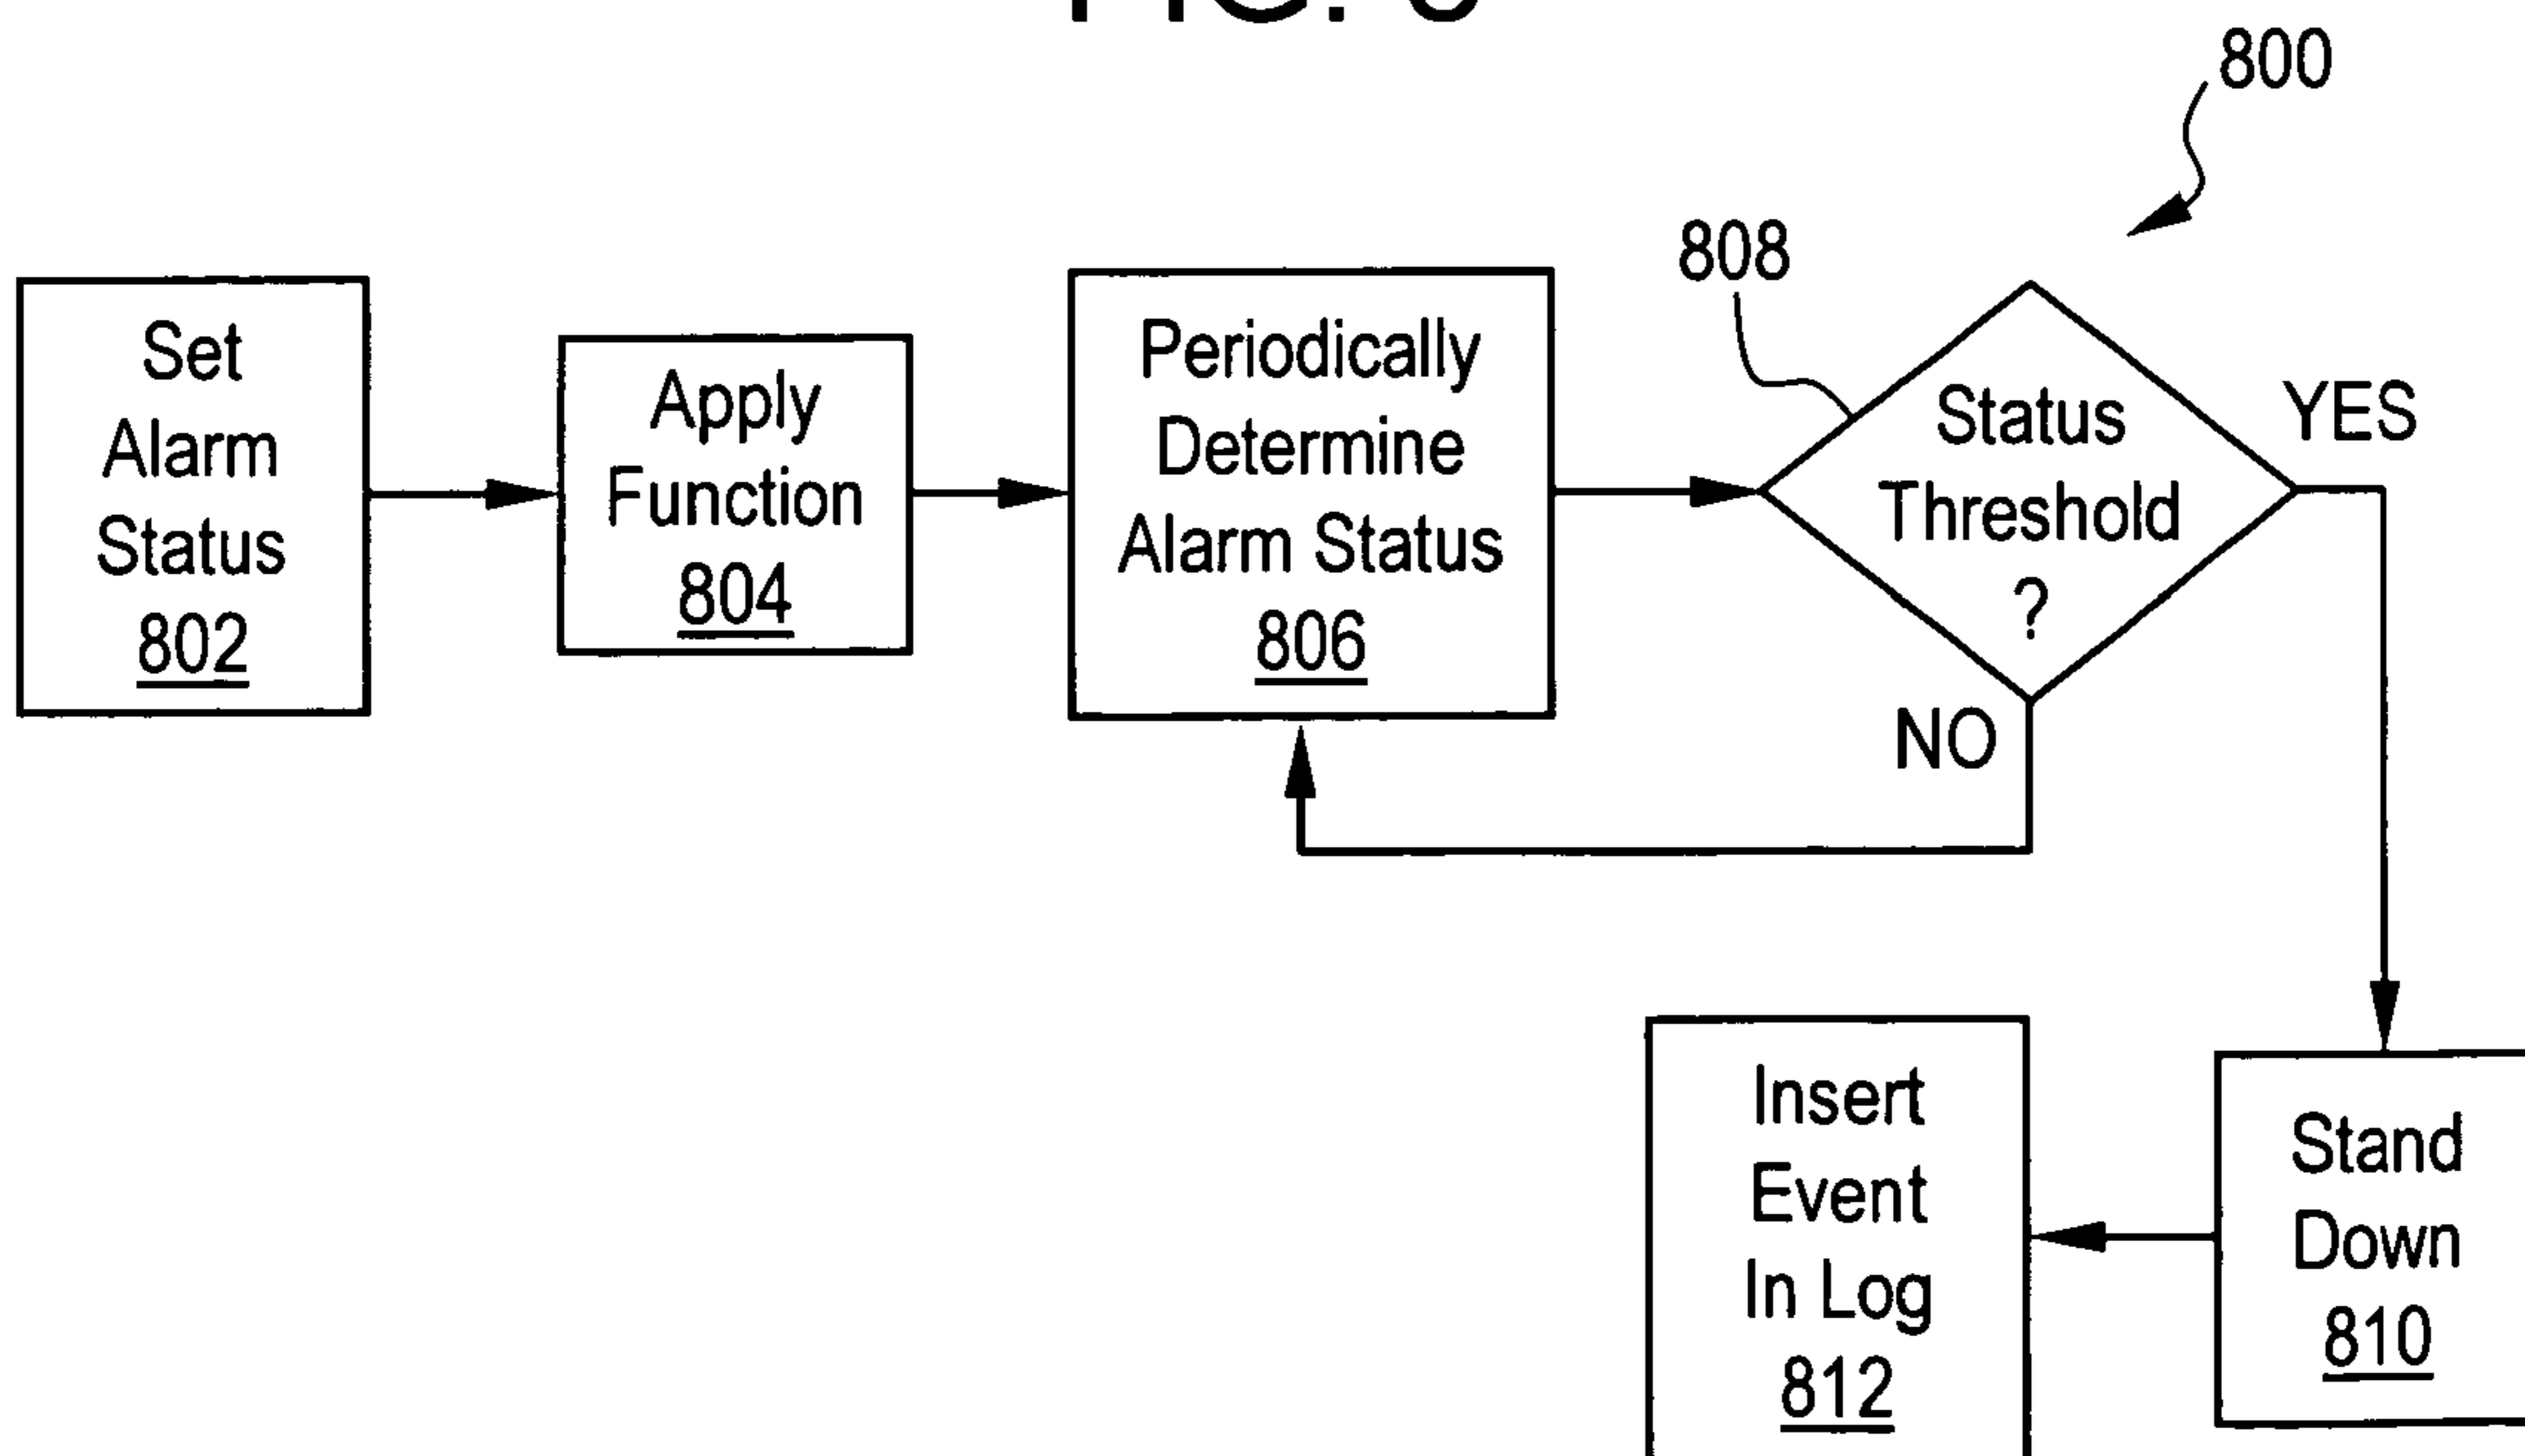 800
808
Set
Alarm
Status
802
Apply
Function
804
Periodically
Determine
Alarm Status
806
Status
Threshold
?
YES
NO
Insert
Event
In Log
812
Stand
Down
810